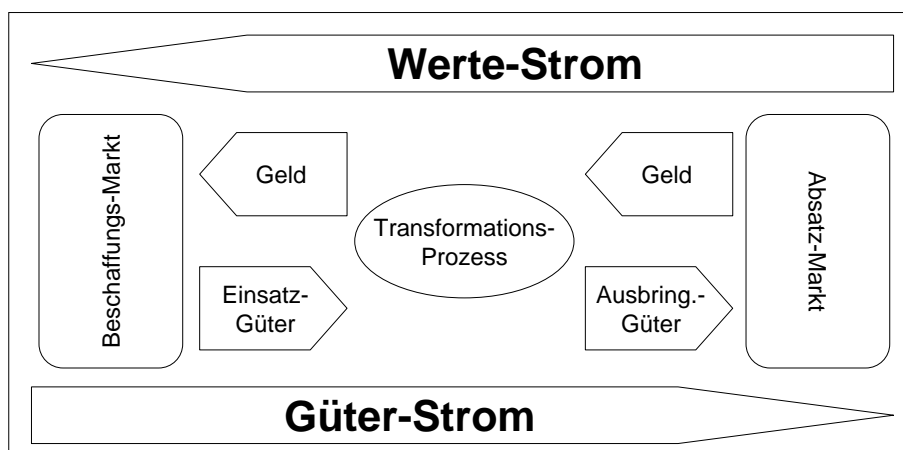 Werte-Strom
Beschaffungs-Markt
Geld
Geld
Absatz-Markt
Transformations-
Prozess
Einsatz-
Güter
Ausbring.-
Güter
Güter-Strom